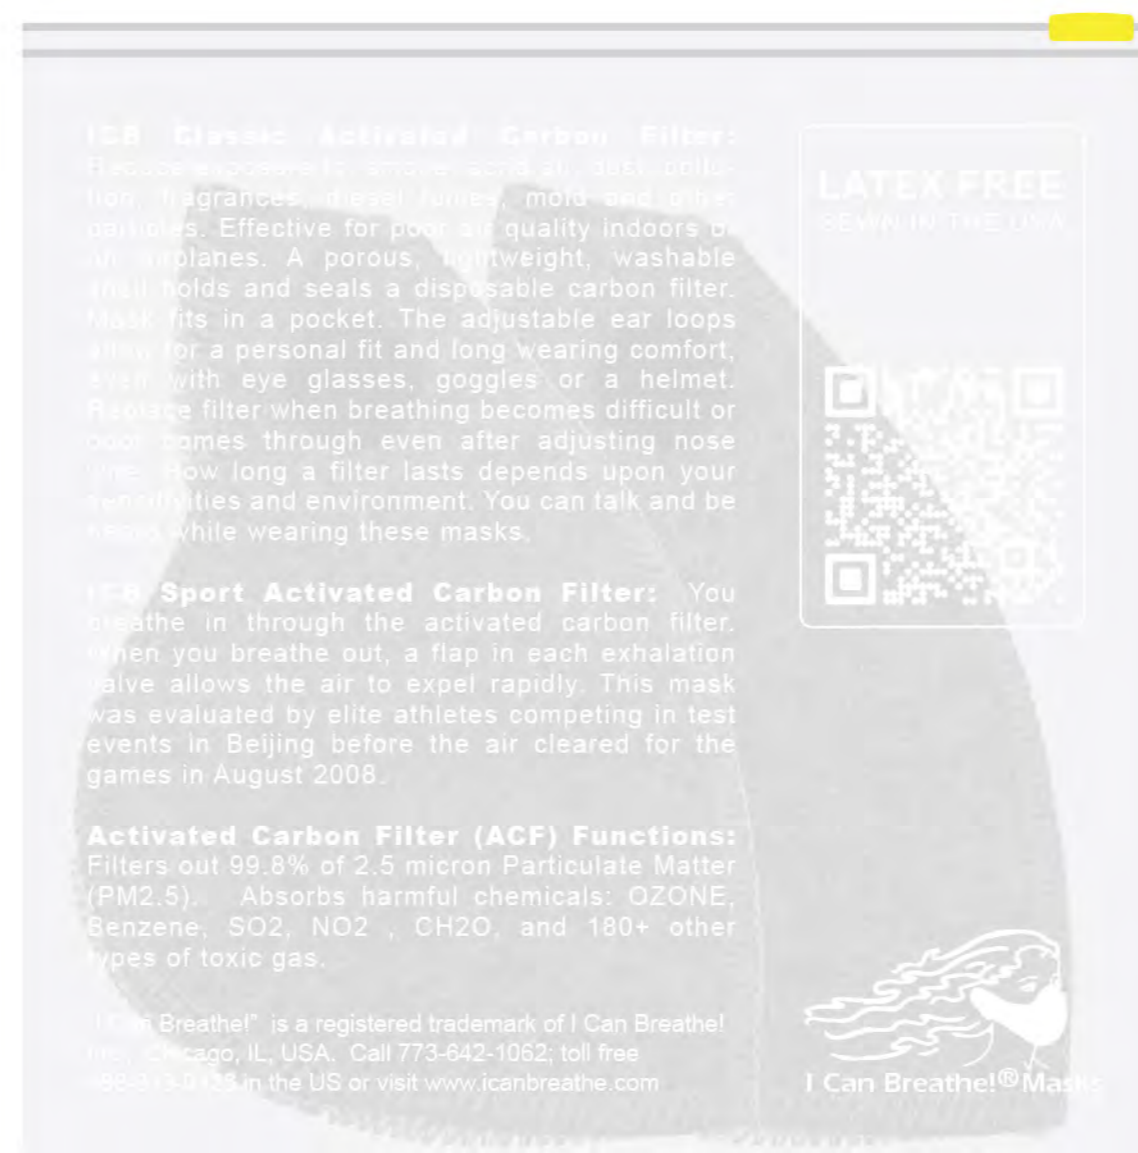 ICB Classic Activated Carbon Filter:
Reduce exposure to smoke, acrid air, dust, pollu-
tion, fragrances, diesel fumes, mold and other
particles. Effective for poor air quality indoors or
on airplanes. A porous, lightweight, washable
shell holds and seals a disposable carbon filter.
Mask fits in a pocket. The adjustable ear loops
allow for a personal fit and long wearing comfort,
even with eye glasses, goggles or a helmet.
Replace filter when breathing becomes difficult or
odor comes through even after adjusting nose
wire. How long a filter lasts depends upon your
sensitivities and environment. You can talk and be
heard while wearing these masks.
ICB Sport Activated Carbon Filter: You
breathe in through the activated carbon filter.
When you breathe out, a flap in each exhalation
valve allows the air to expel rapidly. This mask
was evaluated by elite athletes competing in test
events in Beijing before the air cleared for the
games in August 2008.
Activated Carbon Filter (ACF) Functions:
Filters out 99.8% of 2.5 micron Particulate Matter
(PM2.5). Absorbs harmful chemicals: OZONE,
Benzene, SO2, NO2 , CH2O, and 180+ other
types of toxic gas.
"I Can Breathe!" is a registered trademark of I Can Breathe!
Inc., Chicago, IL, USA. Call 773-642-1062; toll free
in the US or visit www.icanbreathe.com
LATEX FREE
SEWN IN THE USA
I Can Breathe!® Masks